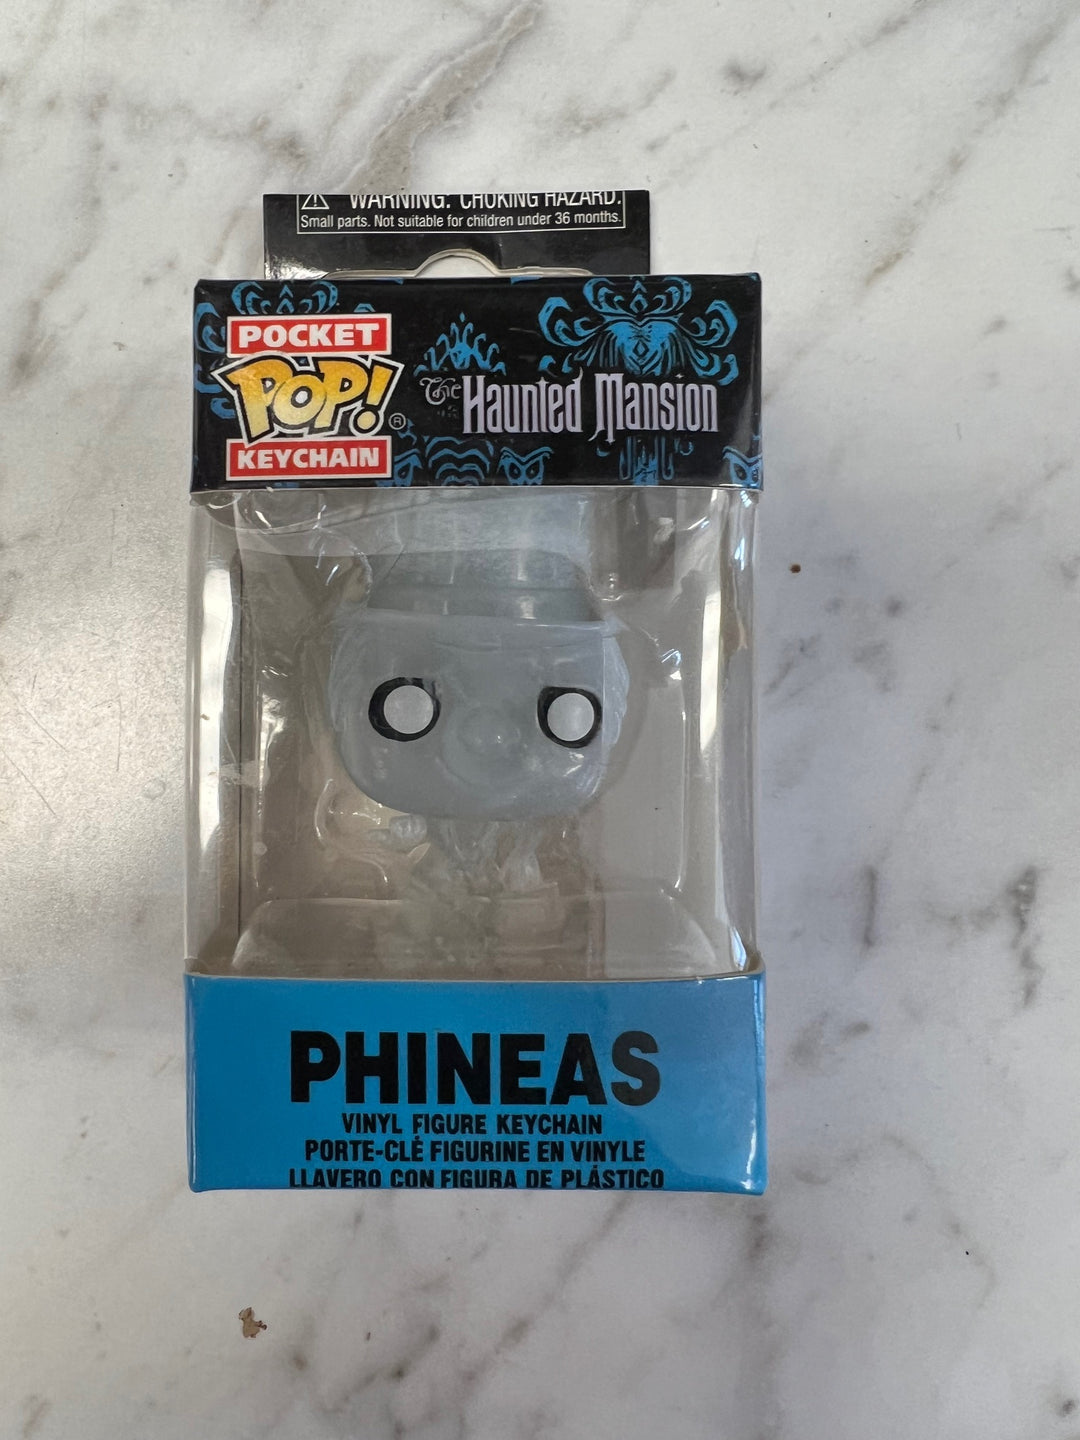 WARNING: CHOKING HAZARD.
Small parts. Not suitable for children under 36 months.
POCKET
POP!®
KEYCHAIN
The Haunted Mansion
PHINEAS
VINYL FIGURE KEYCHAIN
PORTE-CLÉ FIGURINE EN VINYLE
LLAVERO CON FIGURA DE PLÁSTICO